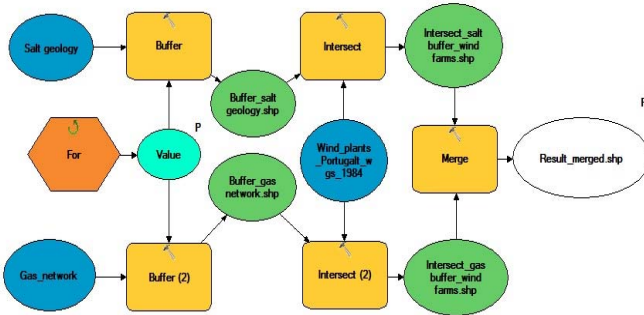 Salt geology
Buffer
Intersect
Intersect_salt
buffer_wind
farms.shp
Buffer_salt
geology.shp
P
For
Value
Wind_plants
_Portugalt_w
gs_1984
Merge
Result_merged.shp
P
Buffer_gas
network.shp
Gas_network
Buffer (2)
Intersect (2)
Intersect_gas
buffer_wind
farms.shp